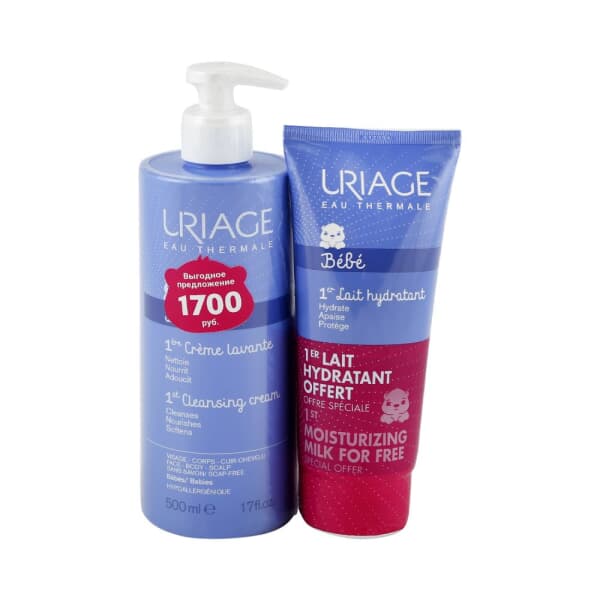 URIAGE
EAU THERMALE
Выгодное
предложение
1700
руб.
1ère Crème lavante
Nettoie
Nourrit
Adoucit
1st Cleansing cream
Cleanses
Nourishes
Softens
VISAGE - CORPS - CUIR CHEVELU
FACE - BODY - SCALP
SANS SAVON/ SOAP-FREE
Bébés/ Babies
HYPOALLERGÉNIQUE
500 ml e 17fl.oz.
URIAGE
EAU THERMALE
Bébé
1er Lait hydratant
Hydrate
Apaise
Protège
1ER LAIT
HYDRATANT
OFFERT
OFFRE SPÉCIALE
1ST
MOISTURIZING
MILK FOR FREE
SPECIAL OFFER